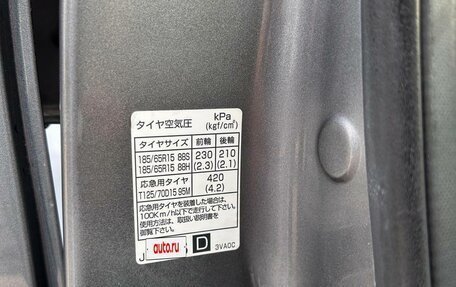 タイヤ空気圧 kPa
(kgf/cm²)
タイヤサイズ 前輪 後輪
185/65R15 88S 230 210
185/65R15 88H (2.3) (2.1)
応急用タイヤ 420
T125/70D15 95M (4.2)
応急用タイヤを装着した場合は、
100Km/h以下で走行して下さい。
使用方法は、取扱い説明書を
御覧下さい。
J auto.ru D 3VA0C